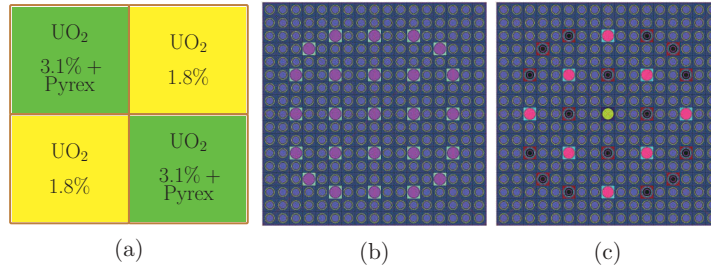 UO₂
3.1% +
Pyrex
UO₂
1.8%
UO₂
1.8%
UO₂
3.1% +
Pyrex
(a)
(b)
(c)